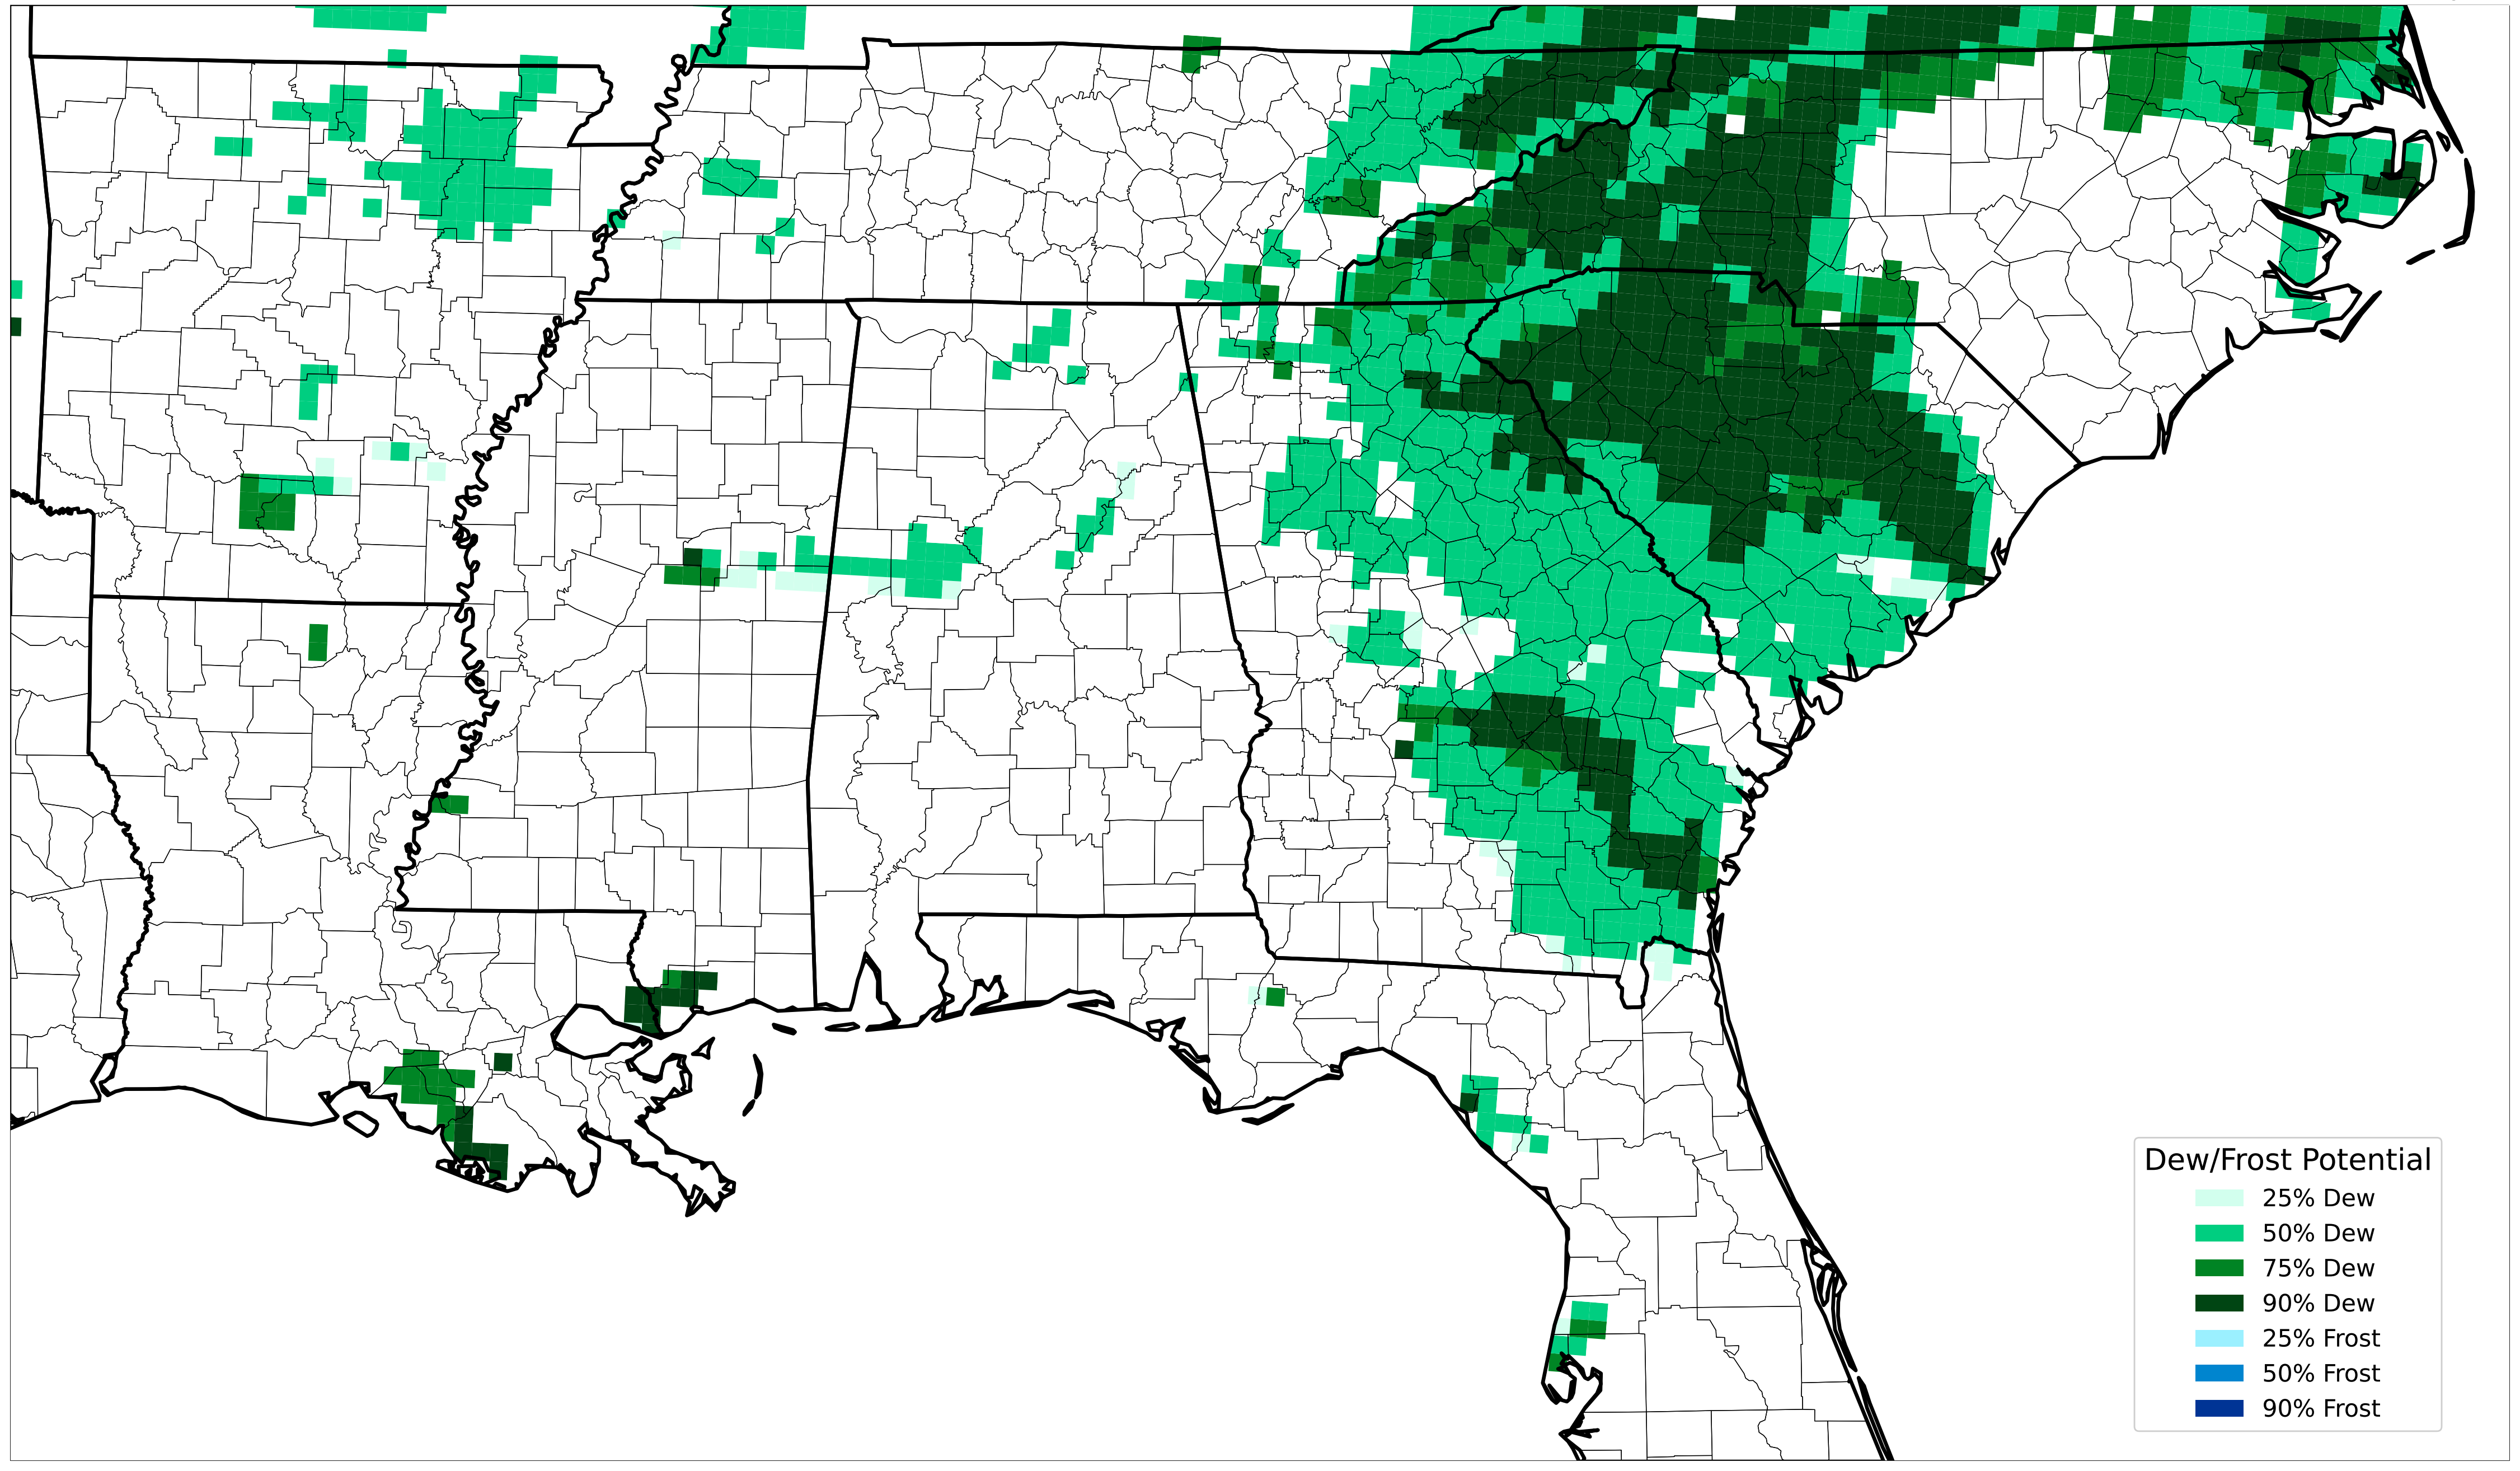 Dew/Frost Potential
25% Dew
50% Dew
75% Dew
90% Dew
25% Frost
50% Frost
90% Frost